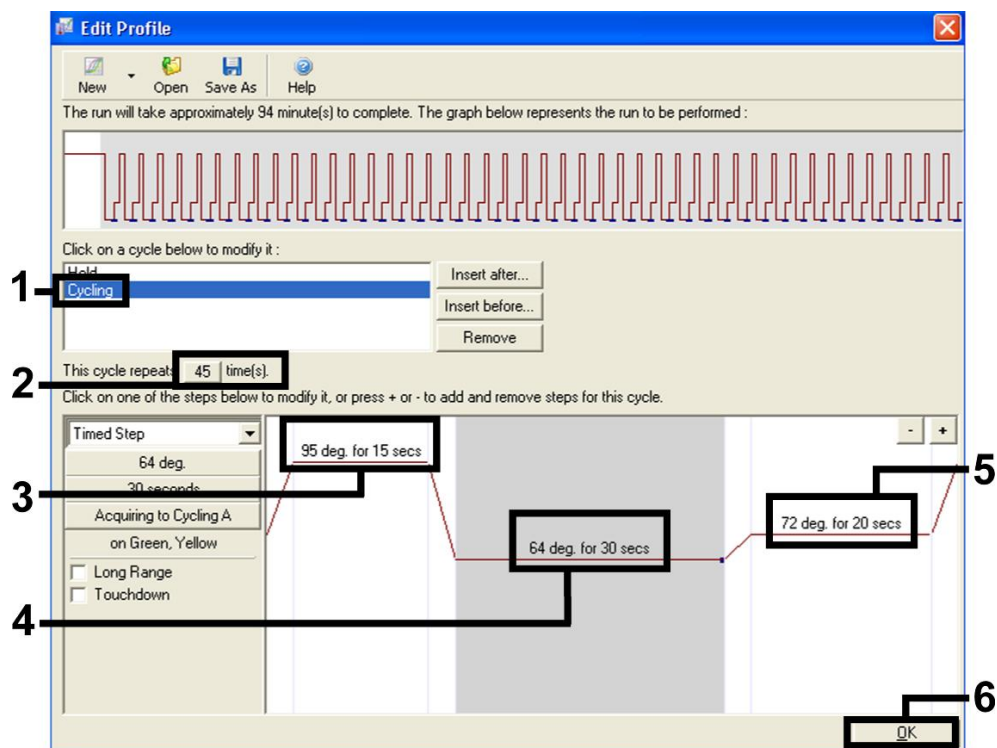 Edit Profile
New Open Save As Help
The run will take approximately 94 minute(s) to complete. The graph below represents the run to be performed :
Click on a cycle below to modify it :
Hold
1 Cycling
Insert after...
Insert before...
Remove
2 This cycle repeats 45 time(s).
Click on one of the steps below to modify it, or press + or - to add and remove steps for this cycle.
Timed Step
- +
64 deg.
30 seconds
Acquiring to Cycling A
on Green, Yellow
Long Range
Touchdown
95 deg. for 15 secs
3
64 deg. for 30 secs
4
72 deg. for 20 secs
5
6
OK